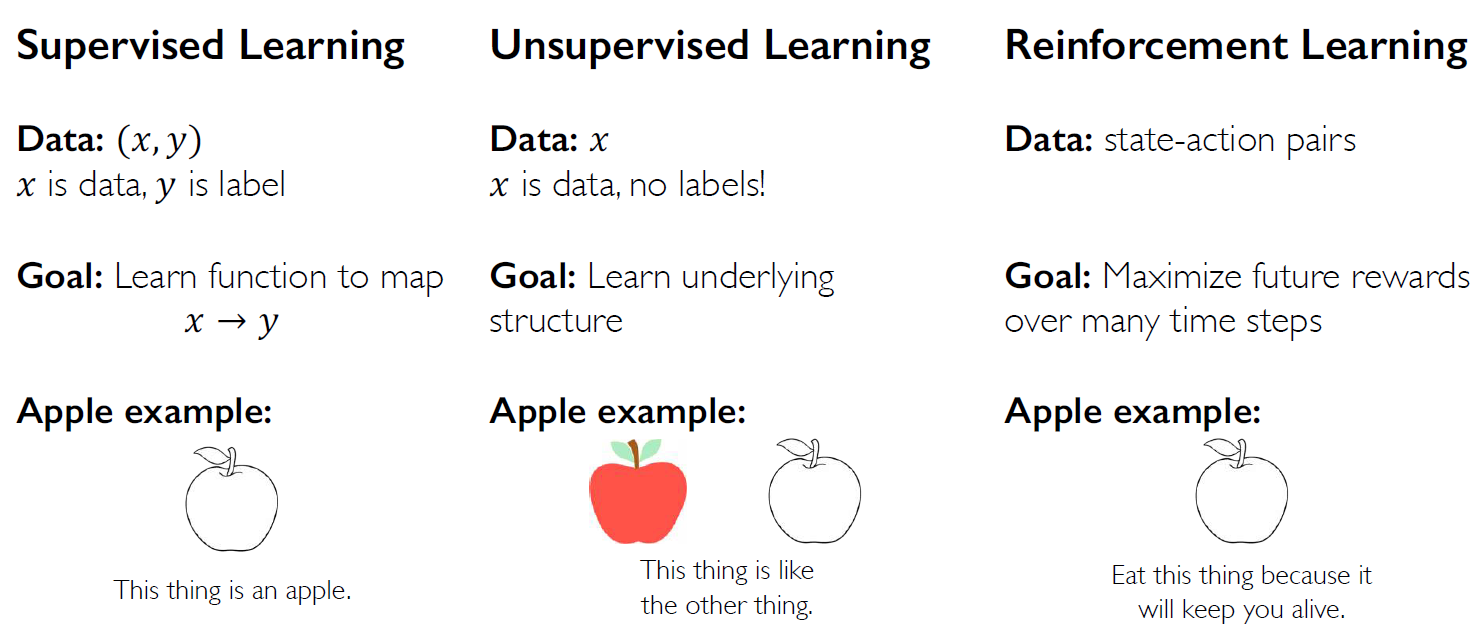 Supervised Learning
Data: (x, y)
x is data, y is label
Goal: Learn function to map
x → y
Apple example:
This thing is an apple.
Unsupervised Learning
Data: x
x is data, no labels!
Goal: Learn underlying
structure
Apple example:
This thing is like
the other thing.
Reinforcement Learning
Data: state-action pairs
Goal: Maximize future rewards
over many time steps
Apple example:
Eat this thing because it
will keep you alive.